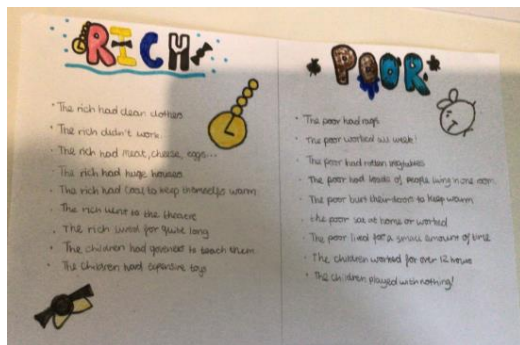 RICH
• The rich had clean clothes
• The rich didn't work
• The rich had meat, cheese, eggs...
• The rich had huge houses
• The rich had coal to keep themselfs warm
• The rich went to the theatre
• The rich lived for quite long
• The children had governess to teach them
• The children had expensive toys
POOR
• The poor had rags
• The poor worked all week!
• The poor had rotten vegtables
• The poor had loads of people living in one room
• The poor burt their door to keep warm
• The poor sat at home or worked
• The poor lived for a small amount of time
• The children worked for over 12 hours
• The children played with nothing!